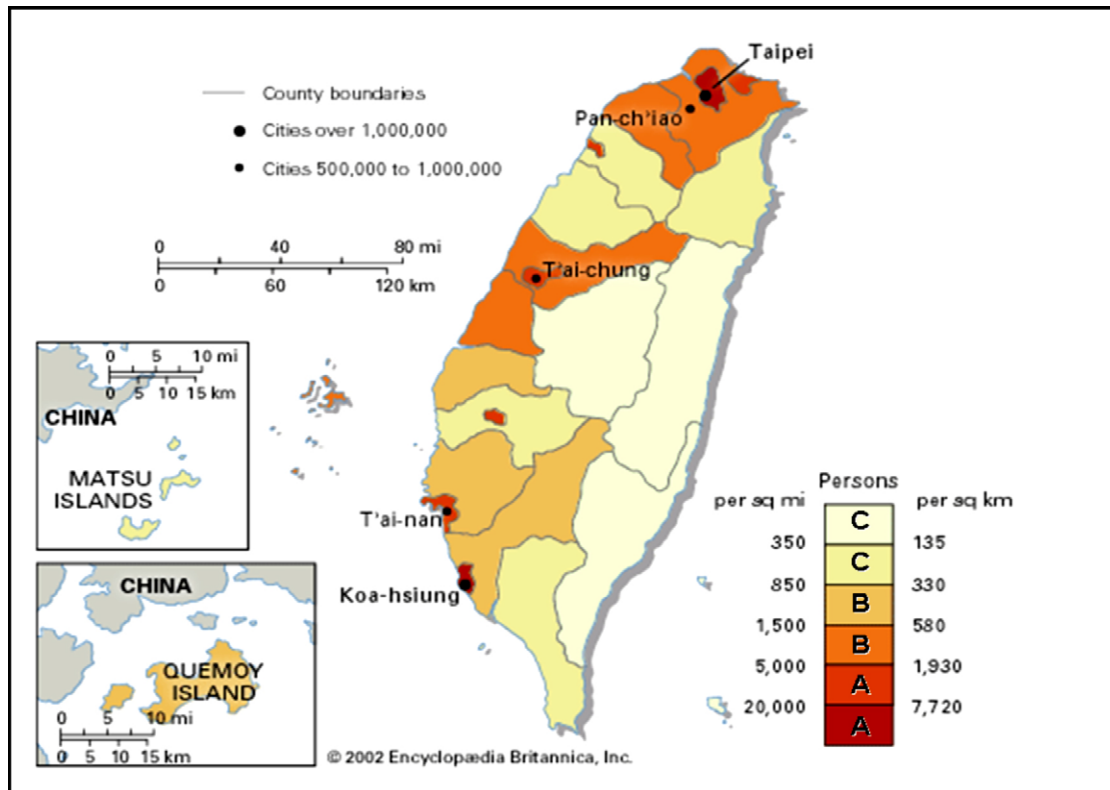 Taipei
County boundaries
Cities over 1,000,000
Pan-ch'iao
Cities 500,000 to 1,000,000
0 40 80 mi
0 60 120 km
T'ai-chung
0 5 10 mi
0 5 10 15 km
CHINA
MATSU
ISLANDS
T'ai-nan
Koa-hsiung
CHINA
QUEMOY
ISLAND
0 5 10 mi
0 5 10 15 km
Persons
per sq mi per sq km
C
350 135
C
850 330
B
1,500 580
B
5,000 1,930
A
20,000 7,720
A
© 2002 Encyclopædia Britannica, Inc.